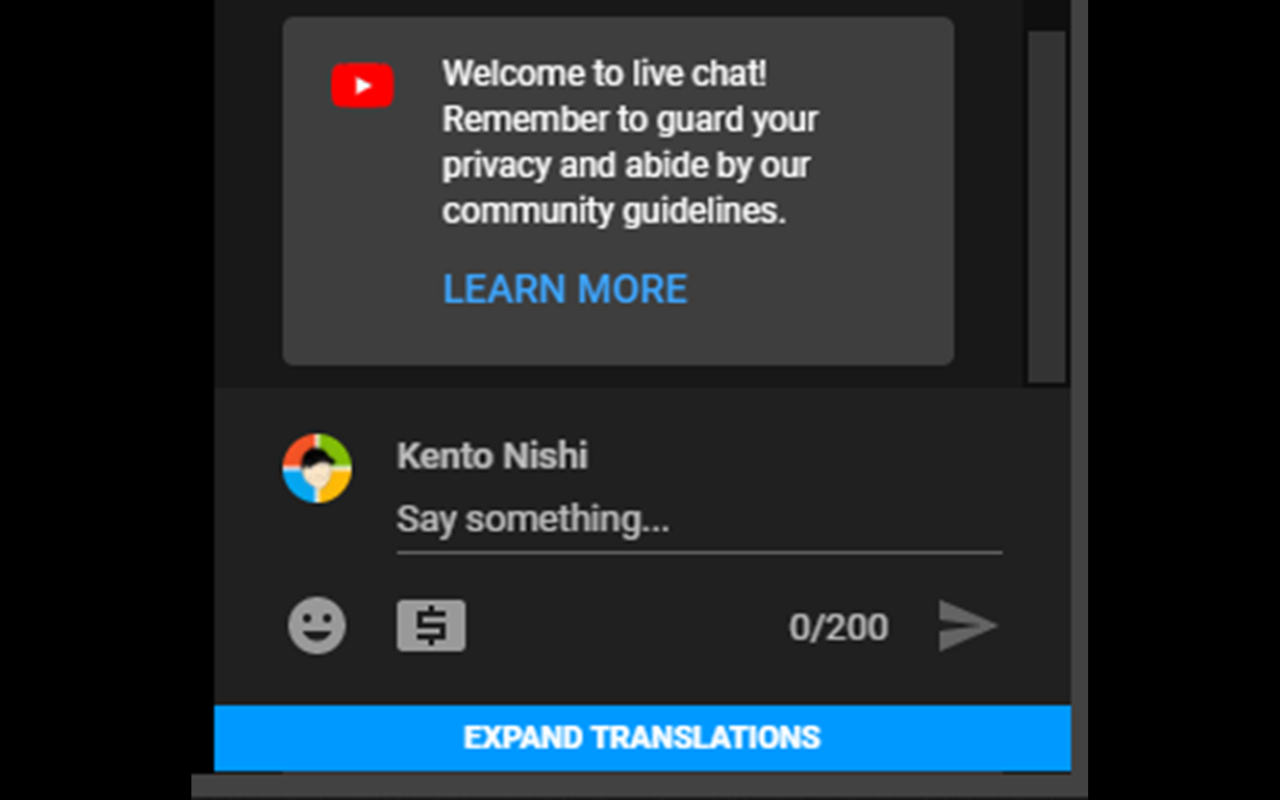 Welcome to live chat!
Remember to guard your
privacy and abide by our
community guidelines.
LEARN MORE
Kento Nishi
Say something...
0/200
EXPAND TRANSLATIONS